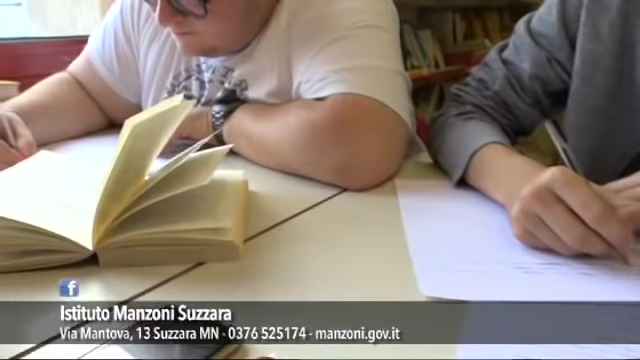 f
Istituto Manzoni Suzzara
Via Mantova, 13 Suzzara MN - 0376 525174 - manzoni.gov.it